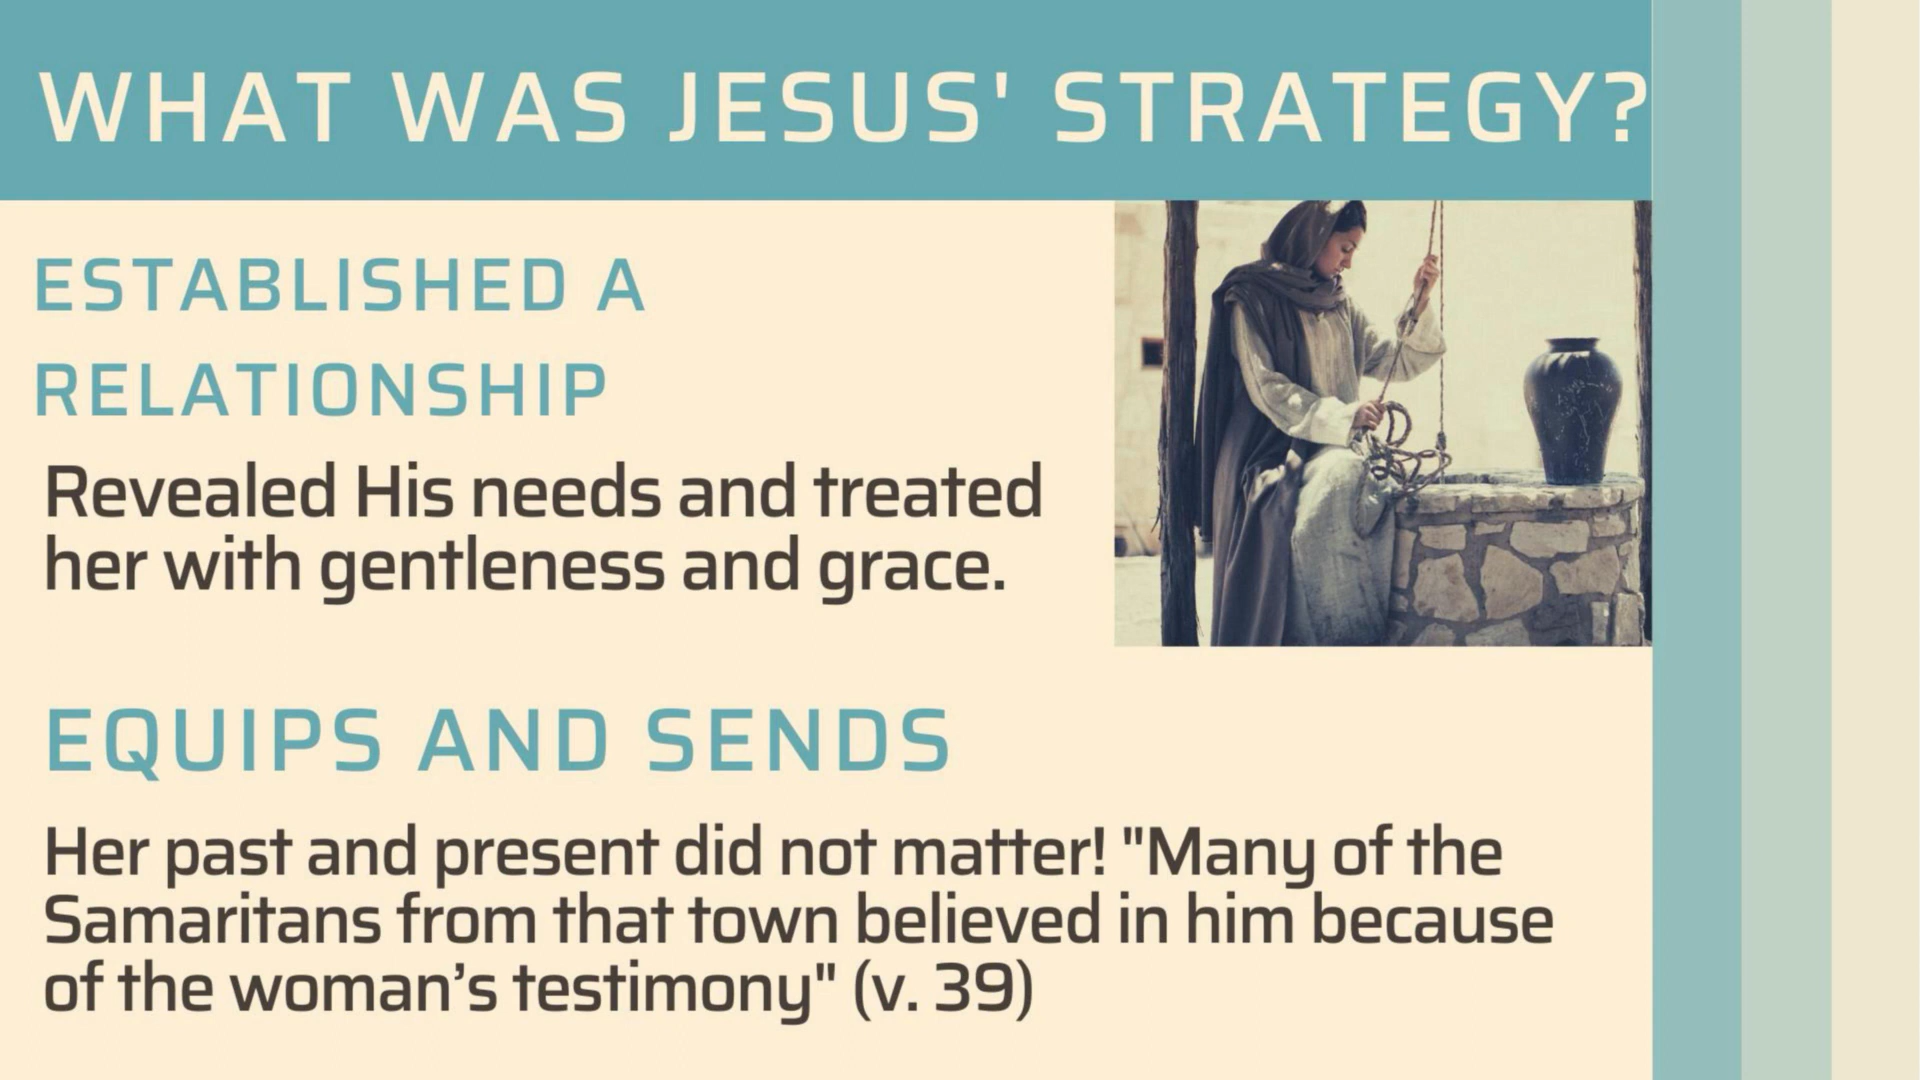 WHAT WAS JESUS' STRATEGY?
ESTABLISHED A
RELATIONSHIP
Revealed His needs and treated
her with gentleness and grace.
EQUIPS AND SENDS
Her past and present did not matter! "Many of the
Samaritans from that town believed in him because
of the woman’s testimony" (v. 39)